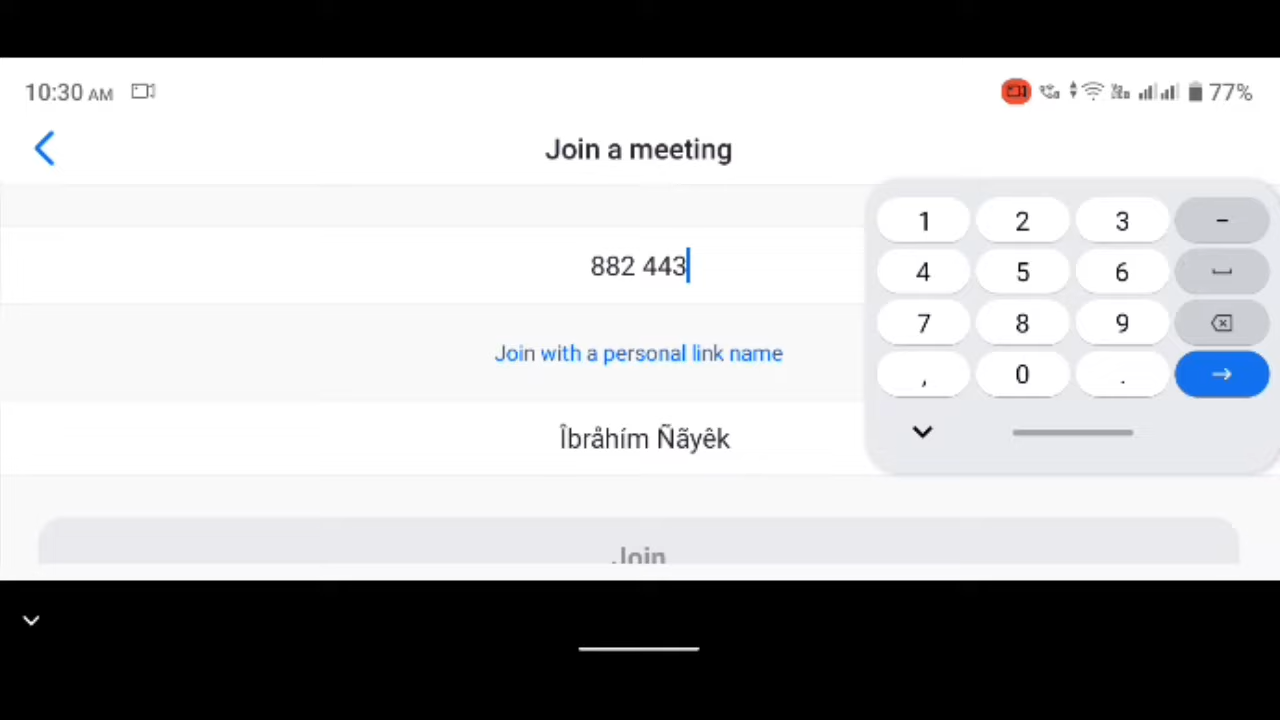 10:30 AM
77%
Join a meeting
882 443
Join with a personal link name
Îbråhím Ñãyêk
Join
1 2 3 -
4 5 6
7 8 9
, 0 .